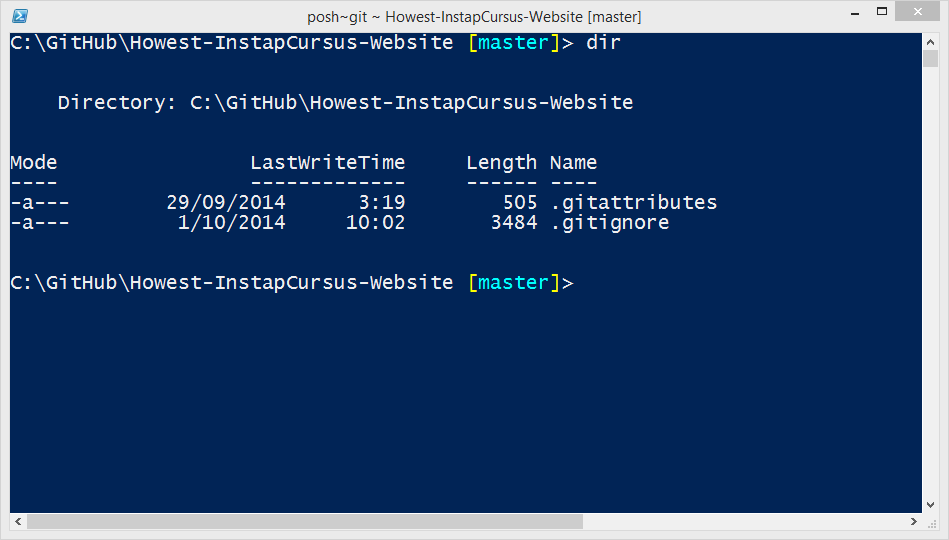 posh~git ~ Howest-InstapCursus-Website [master]
C:\GitHub\Howest-InstapCursus-Website [master]> dir
Directory: C:\GitHub\Howest-InstapCursus-Website
Mode LastWriteTime Length Name
---- ------------- ------ ----
-a--- 29/09/2014 3:19 505 .gitattributes
-a--- 1/10/2014 10:02 3484 .gitignore
C:\GitHub\Howest-InstapCursus-Website [master]>